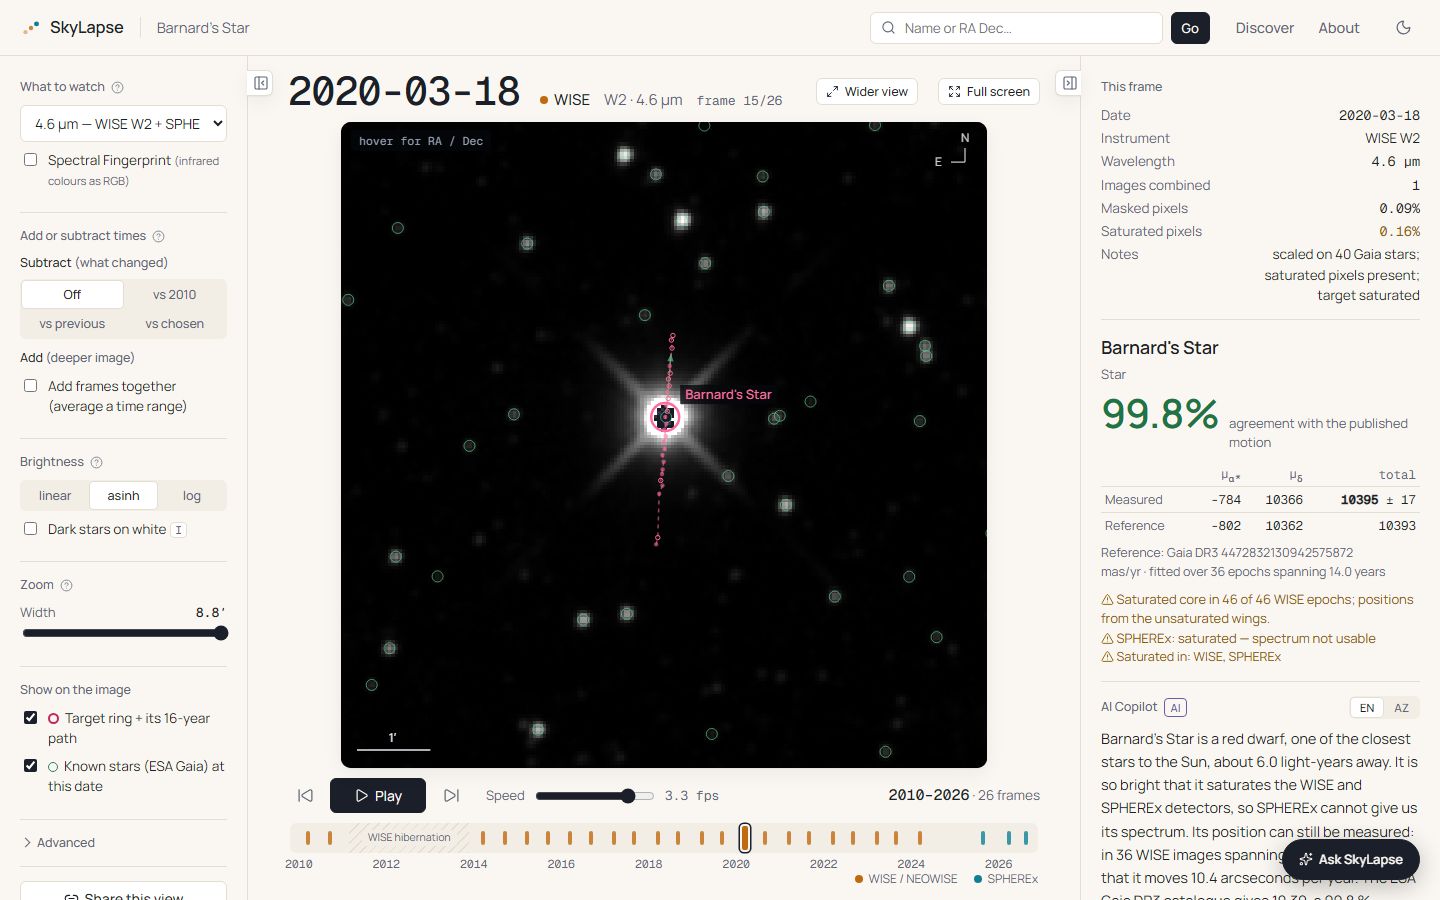 SkyLapse
Barnard's Star
Name or RA Dec...
Go
Discover
About
What to watch
4.6 µm — WISE W2 + SPHE
Spectral Fingerprint (infrared
colours as RGB)
Add or subtract times
Subtract (what changed)
Off
vs 2010
vs previous
vs chosen
Add (deeper image)
Add frames together
(average a time range)
Brightness
linear
asinh
log
Dark stars on white I
Zoom
Width 8.8′
Show on the image
Target ring + its 16-year
path
Known stars (ESA Gaia) at
this date
Advanced
Share this view
2020-03-18
WISE W2 · 4.6 µm frame 15/26
Wider view
Full screen
hover for RA / Dec
N
E
Barnard's Star
1′
Play
Speed 3.3 fps
2010–2026 · 26 frames
WISE hibernation
2010 2012 2014 2016 2018 2020 2022 2024 2026
WISE / NEOWISE SPHEREx
This frame
Date 2020-03-18
Instrument WISE W2
Wavelength 4.6 µm
Images combined 1
Masked pixels 0.09%
Saturated pixels 0.16%
Notes scaled on 40 Gaia stars;
saturated pixels present;
target saturated
Barnard's Star
Star
99.8% agreement with the published
motion
µα* µδ total
Measured -784 10366 10395 ± 17
Reference -802 10362 10393
Reference: Gaia DR3 4472832130942575872
mas/yr · fitted over 36 epochs spanning 14.0 years
Saturated core in 46 of 46 WISE epochs; positions
from the unsaturated wings.
SPHEREx: saturated — spectrum not usable
Saturated in: WISE, SPHEREx
AI Copilot AI
EN
AZ
Barnard's Star is a red dwarf, one of the closest
stars to the Sun, about 6.0 light-years away. It is
so bright that it saturates the WISE and
SPHEREx detectors, so SPHEREx cannot give us
its spectrum. Its position can still be measured:
in 36 WISE images spanning
that it moves 10.4 arcseconds per year. The ESA
Ask SkyLapse